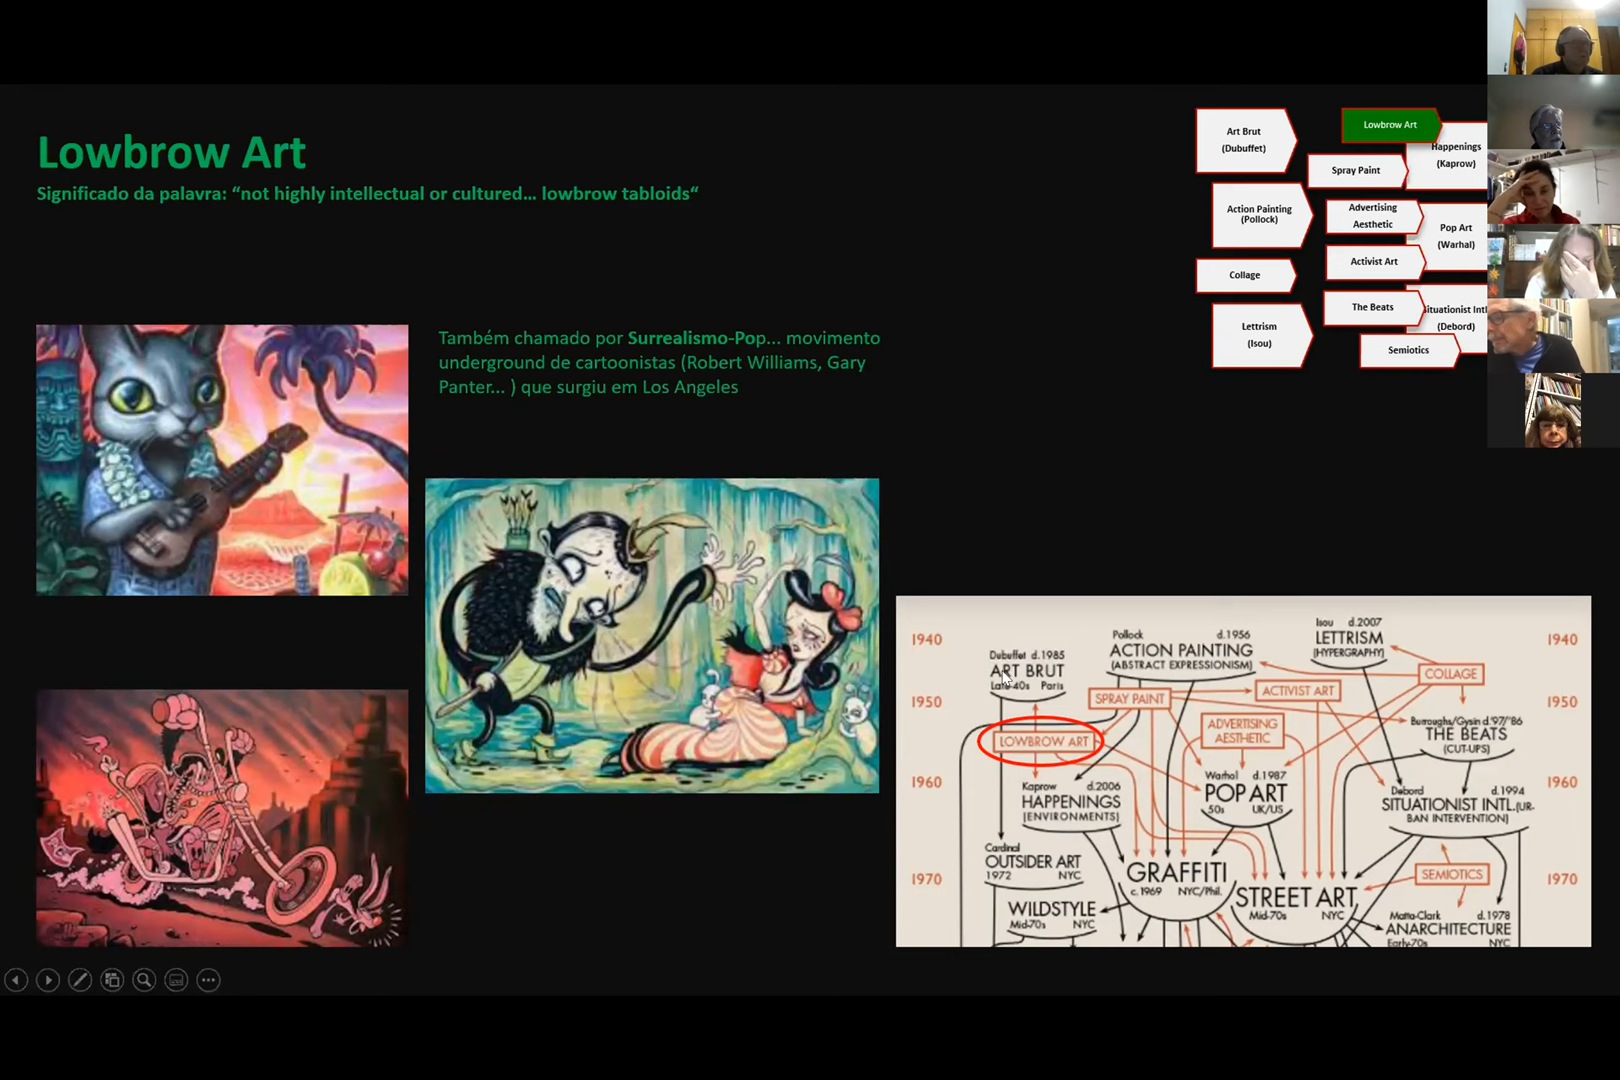 Lowbrow Art
Significado da palavra: “not highly intellectual or cultured... lowbrow tabloids“
Também chamado por Surrealismo-Pop... movimento
underground de cartoonistas (Robert Williams, Gary
Panter... ) que surgiu em Los Angeles
Art Brut
(Dubuffet)
Lowbrow Art
Happenings
(Kaprow)
Spray Paint
Action Painting
(Pollock)
Advertising
Aesthetic
Pop Art
(Warhal)
Activist Art
Collage
The Beats
Situationist Intl
(Debord)
Lettrism
(Isou)
Semiotics
1940
Dubuffet d.1985
ART BRUT
Late 40s Paris
Pollock d.1956
ACTION PAINTING
(ABSTRACT EXPRESSIONISM)
Isou d.2007
LETTRISM
(HYPERGRAPHY)
1940
COLLAGE
1950
SPRAY PAINT
ACTIVIST ART
1950
LOWBROW ART
ADVERTISING
AESTHETIC
Burroughs/Gysin d.'97/'86
THE BEATS
(CUT-UPS)
1960
Kaprow d.2006
HAPPENINGS
(ENVIRONMENTS)
Warhol d.1987
POP ART
50s UK/US
Debord d.1994
SITUATIONIST INTL.(UR-
BAN INTERVENTION)
1960
Cardinal
OUTSIDER ART
1972 NYC
1970
GRAFFITI
c.1969 NYC/Phil.
STREET ART
Mid-70s NYC
SEMIOTICS
1970
WILDSTYLE
Mid-70s NYC
Matta-Clark d.1978
ANARCHITECTURE
Early-70s NYC